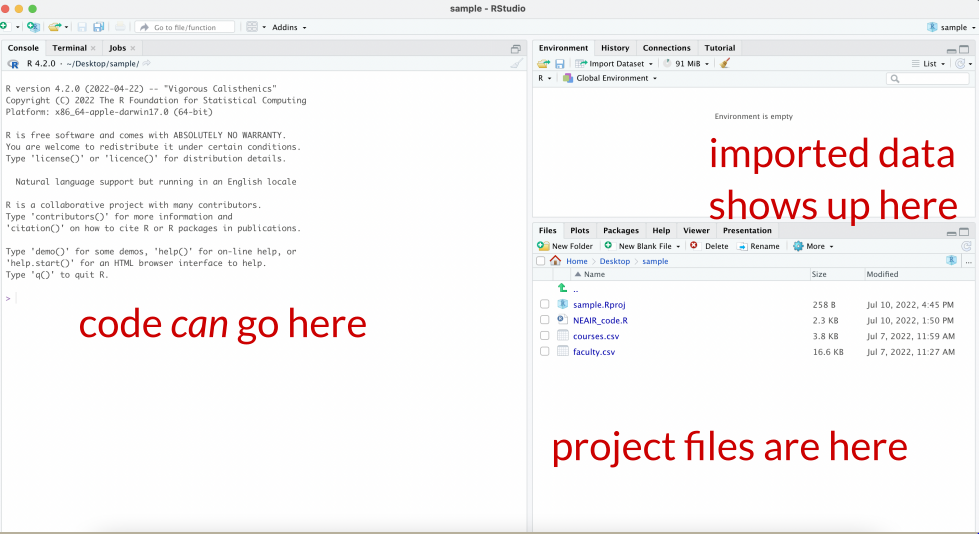 sample - RStudio
Go to file/function
Addins
sample
Console Terminal Jobs
R 4.2.0 · ~/Desktop/sample/
R version 4.2.0 (2022-04-22) -- "Vigorous Calisthenics"
Copyright (C) 2022 The R Foundation for Statistical Computing
Platform: x86_64-apple-darwin17.0 (64-bit)
R is free software and comes with ABSOLUTELY NO WARRANTY.
You are welcome to redistribute it under certain conditions.
Type 'license()' or 'licence()' for distribution details.
Natural language support but running in an English locale
R is a collaborative project with many contributors.
Type 'contributors()' for more information and
'citation()' on how to cite R or R packages in publications.
Type 'demo()' for some demos, 'help()' for on-line help, or
'help.start()' for an HTML browser interface to help.
Type 'q()' to quit R.
>
code can go here
Environment History Connections Tutorial
Import Dataset 91 MiB List
R Global Environment
Environment is empty
imported data
shows up here
Files Plots Packages Help Viewer Presentation
New Folder New Blank File Delete Rename More
Home Desktop sample ...
Name Size Modified
..
sample.Rproj 258 B Jul 10, 2022, 4:45 PM
NEAIR_code.R 2.3 KB Jul 10, 2022, 1:50 PM
courses.csv 3.8 KB Jul 7, 2022, 11:59 AM
faculty.csv 16.6 KB Jul 7, 2022, 11:27 AM
project files are here